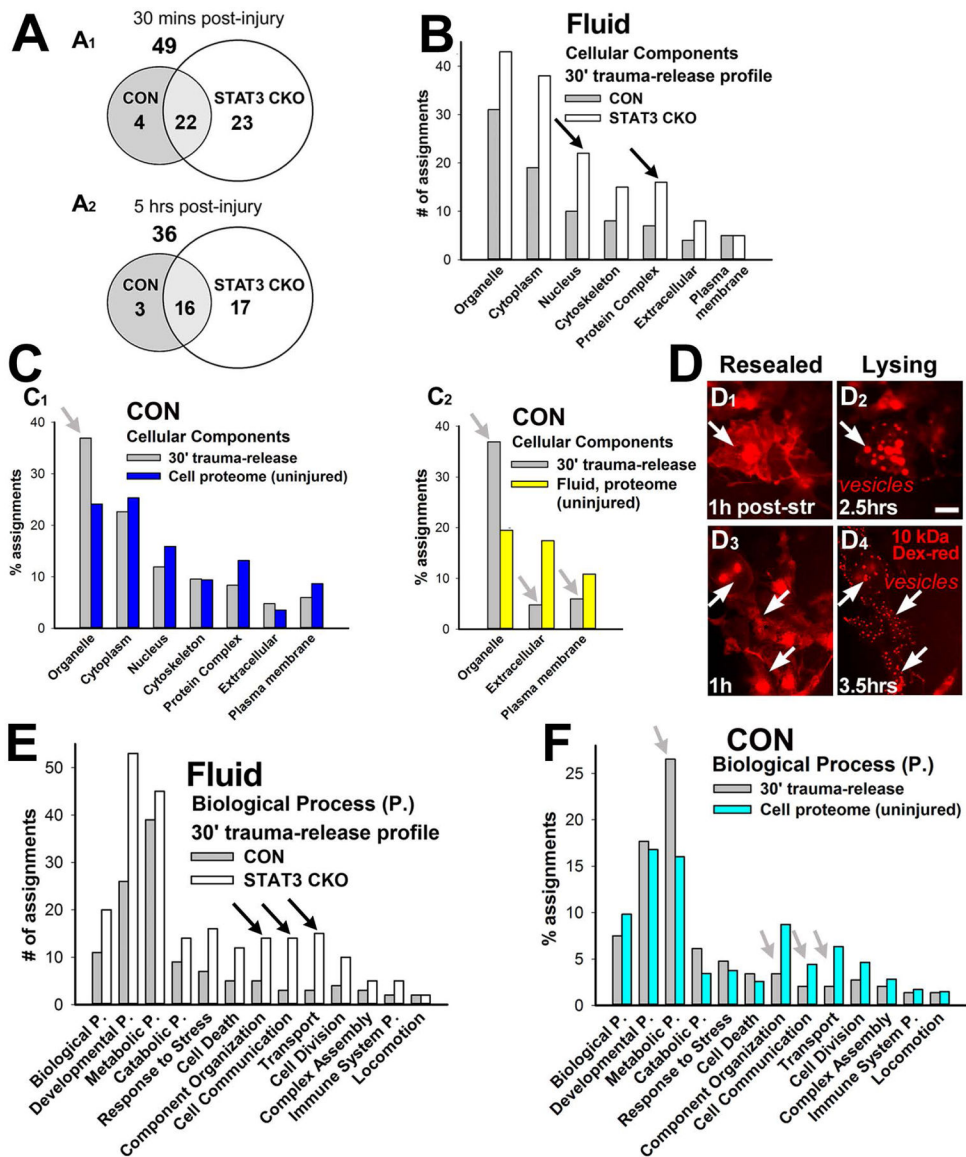 A
A1
30 mins post-injury
49
CON
STAT3 CKO
4
22
23
A2
5 hrs post-injury
36
CON
STAT3 CKO
3
16
17
B
Fluid
Cellular Components
30' trauma-release profile
CON
STAT3 CKO
# of assignments
40
30
20
10
0
Organelle
Cytoplasm
Nucleus
Cytoskeleton
Protein Complex
Extracellular
Plasma
membrane
C
C1
CON
Cellular Components
30' trauma-release
Cell proteome (uninjured)
% assignments
40
30
20
10
0
Organelle
Cytoplasm
Nucleus
Cytoskeleton
Protein Complex
Extracellular
Plasma membrane
C2
CON
Cellular Components
30' trauma-release
Fluid, proteome
(uninjured)
% assignments
40
30
20
10
0
Organelle
Extracellular
Plasma membrane
D
Resealed
Lysing
D1
1h post-str
D2
vesicles
2.5hrs
D3
1h
D4
10 kDa
Dex-red
vesicles
3.5hrs
E
Fluid
Biological Process (P.)
30' trauma-release profile
CON
STAT3 CKO
# of assignments
50
40
30
20
10
0
Biological P.
Developmental P.
Metabolic P.
Catabolic P.
Response to Stress
Cell Death
Component Organization
Cell Communication
Transport
Cell Division
Complex Assembly
Immune System P.
Locomotion
F
CON
Biological Process (P.)
30' trauma-release
Cell proteome (uninjured)
% assignments
25
20
15
10
5
0
Biological P.
Developmental P.
Metabolic P.
Catabolic P.
Response to Stress
Cell Death
Component Organization
Cell Communication
Transport
Cell Division
Complex Assembly
Immune System P.
Locomotion